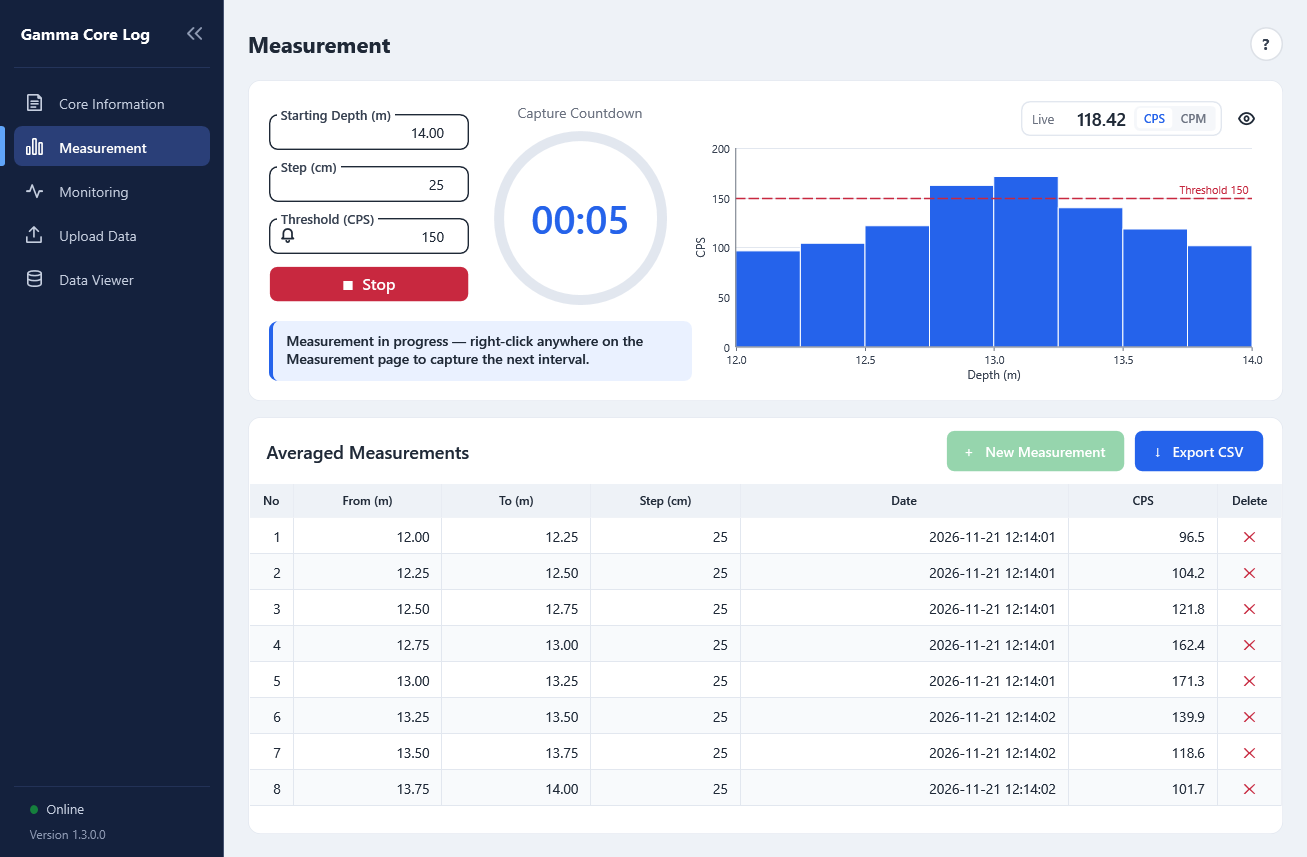 Gamma Core Log
Core Information
Measurement
Monitoring
Upload Data
Data Viewer
Online
Version 1.3.0.0
Measurement
?
Starting Depth (m)
14.00
Step (cm)
25
Threshold (CPS)
150
Stop
Capture Countdown
00:05
Measurement in progress — right-click anywhere on the
Measurement page to capture the next interval.
Live 118.42 CPS CPM
200
150
100
50
0
CPS
Threshold 150
12.0 12.5 13.0 13.5 14.0
Depth (m)
Averaged Measurements
+ New Measurement
↓ Export CSV
No From (m) To (m) Step (cm) Date CPS Delete
1 12.00 12.25 25 2026-11-21 12:14:01 96.5
2 12.25 12.50 25 2026-11-21 12:14:01 104.2
3 12.50 12.75 25 2026-11-21 12:14:01 121.8
4 12.75 13.00 25 2026-11-21 12:14:01 162.4
5 13.00 13.25 25 2026-11-21 12:14:01 171.3
6 13.25 13.50 25 2026-11-21 12:14:02 139.9
7 13.50 13.75 25 2026-11-21 12:14:02 118.6
8 13.75 14.00 25 2026-11-21 12:14:02 101.7